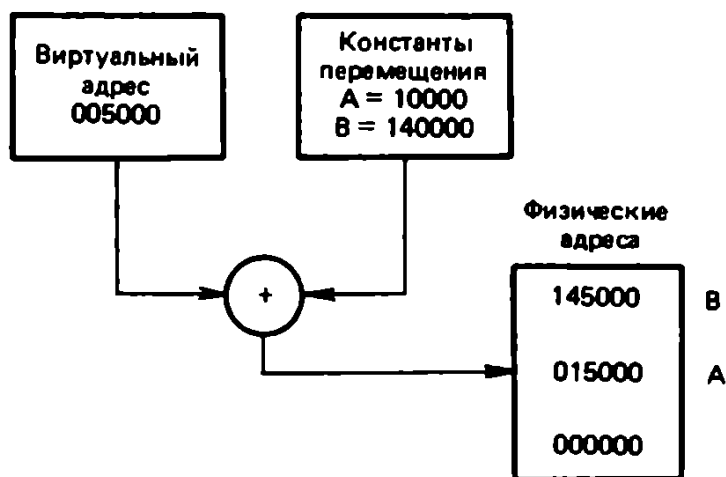 Виртуальный
адрес
005000
Константы
перемещения
A = 10000
B = 140000
+
Физические
адреса
145000 B
015000 A
000000